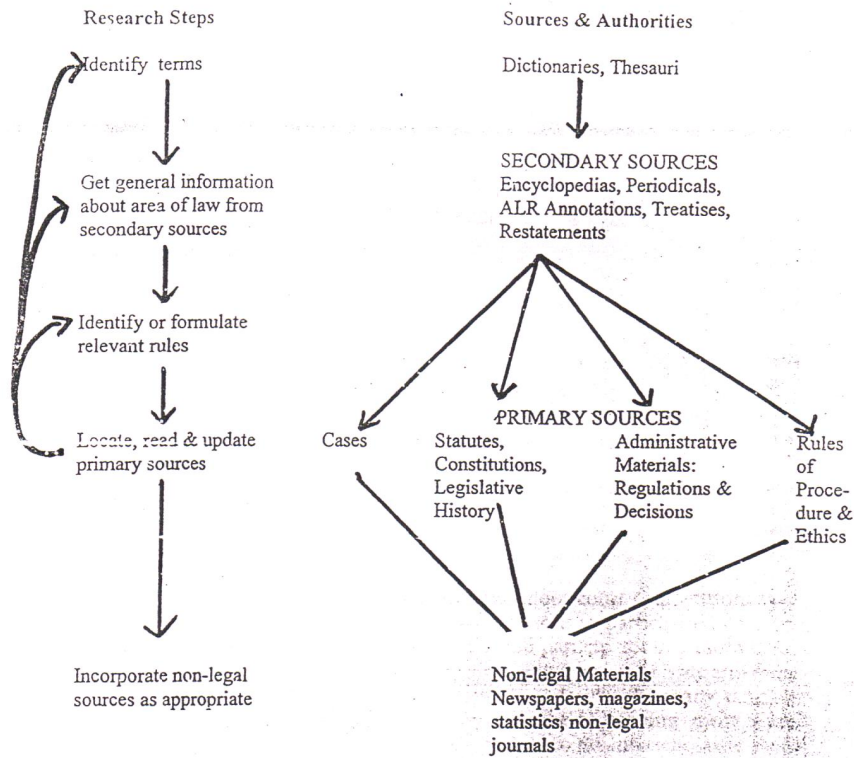 Research Steps
Identify terms
Get general information
about area of law from
secondary sources
Identify or formulate
relevant rules
Locate, read & update
primary sources
Incorporate non-legal
sources as appropriate
Sources & Authorities
Dictionaries, Thesauri
SECONDARY SOURCES
Encyclopedias, Periodicals,
ALR Annotations, Treatises,
Restatements
PRIMARY SOURCES
Cases
Statutes,
Constitutions,
Legislative
History
Administrative
Materials:
Regulations &
Decisions
Rules
of
Proce-
dure &
Ethics
Non-legal Materials
Newspapers, magazines,
statistics, non-legal
journals